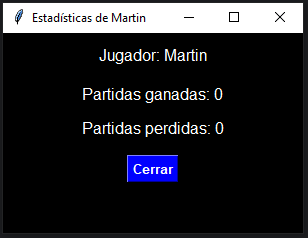 Estadísticas de Martin
Jugador: Martin
Partidas ganadas: 0
Partidas perdidas: 0
Cerrar